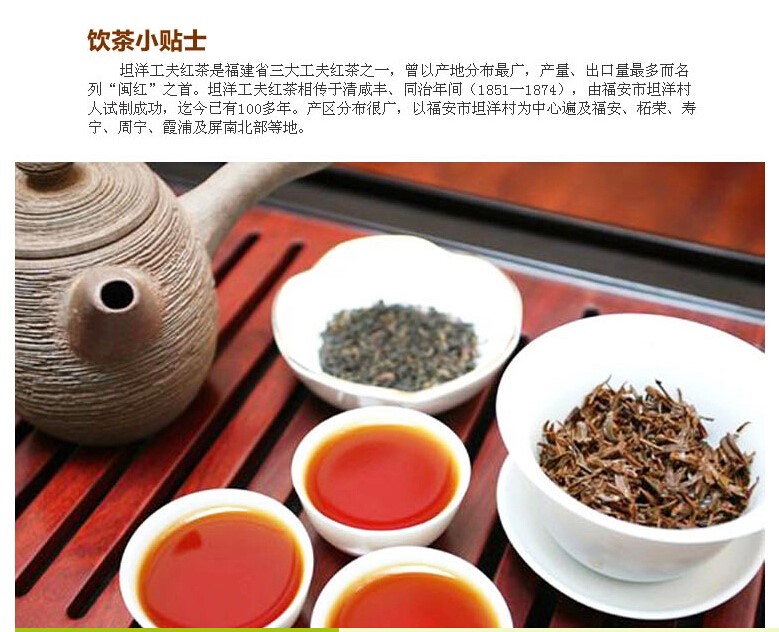 饮茶小贴士
坦洋工夫红茶是福建省三大工夫红茶之一，曾以产地分布最广，产量、出口量最多而名
列“闽红”之首。坦洋工夫红茶相传于清咸丰、同治年间（1851—1874），由福安市坦洋村
人试制成功，迄今已有100多年。产区分布很广，以福安市坦洋村为中心遍及福安、柘荣、寿
宁、周宁、霞浦及屏南北部等地。